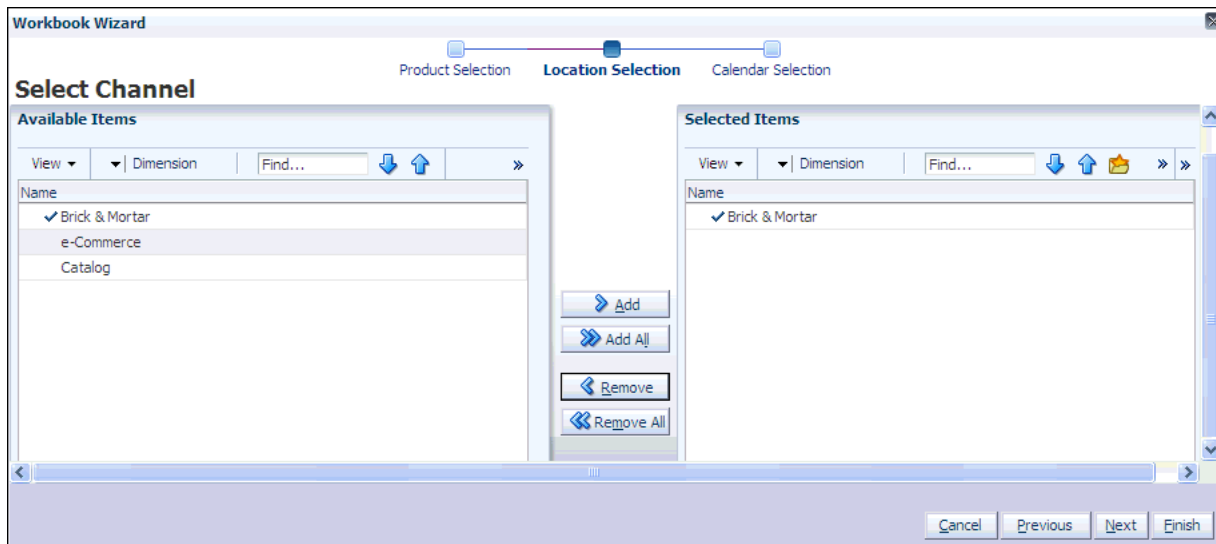 Workbook Wizard
Product Selection
Location Selection
Calendar Selection
Select Channel
Available Items
View
Dimension
Find...
»
Name
Brick & Mortar
e-Commerce
Catalog
Add
Add All
Remove
Remove All
Selected Items
View
Dimension
Find...
» »
Name
Brick & Mortar
Cancel
Previous
Next
Finish